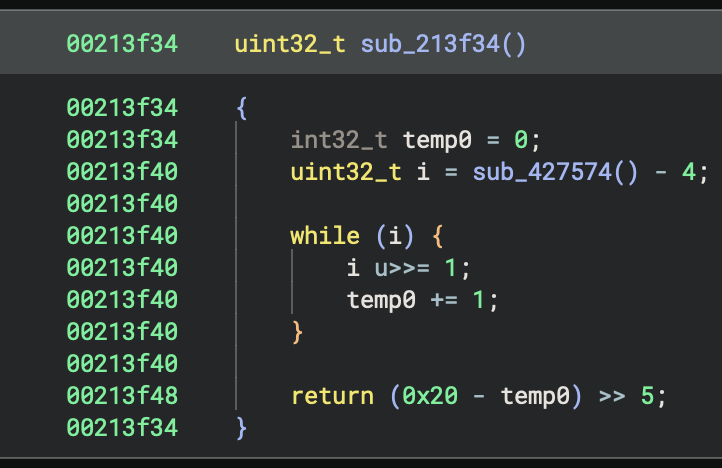 00213f34 uint32_t sub_213f34()
00213f34 {
00213f34 int32_t temp0 = 0;
00213f40 uint32_t i = sub_427574() - 4;
00213f40
00213f40 while (i) {
00213f40 i u>>= 1;
00213f40 temp0 += 1;
00213f40 }
00213f40
00213f48 return (0x20 - temp0) >> 5;
00213f34 }